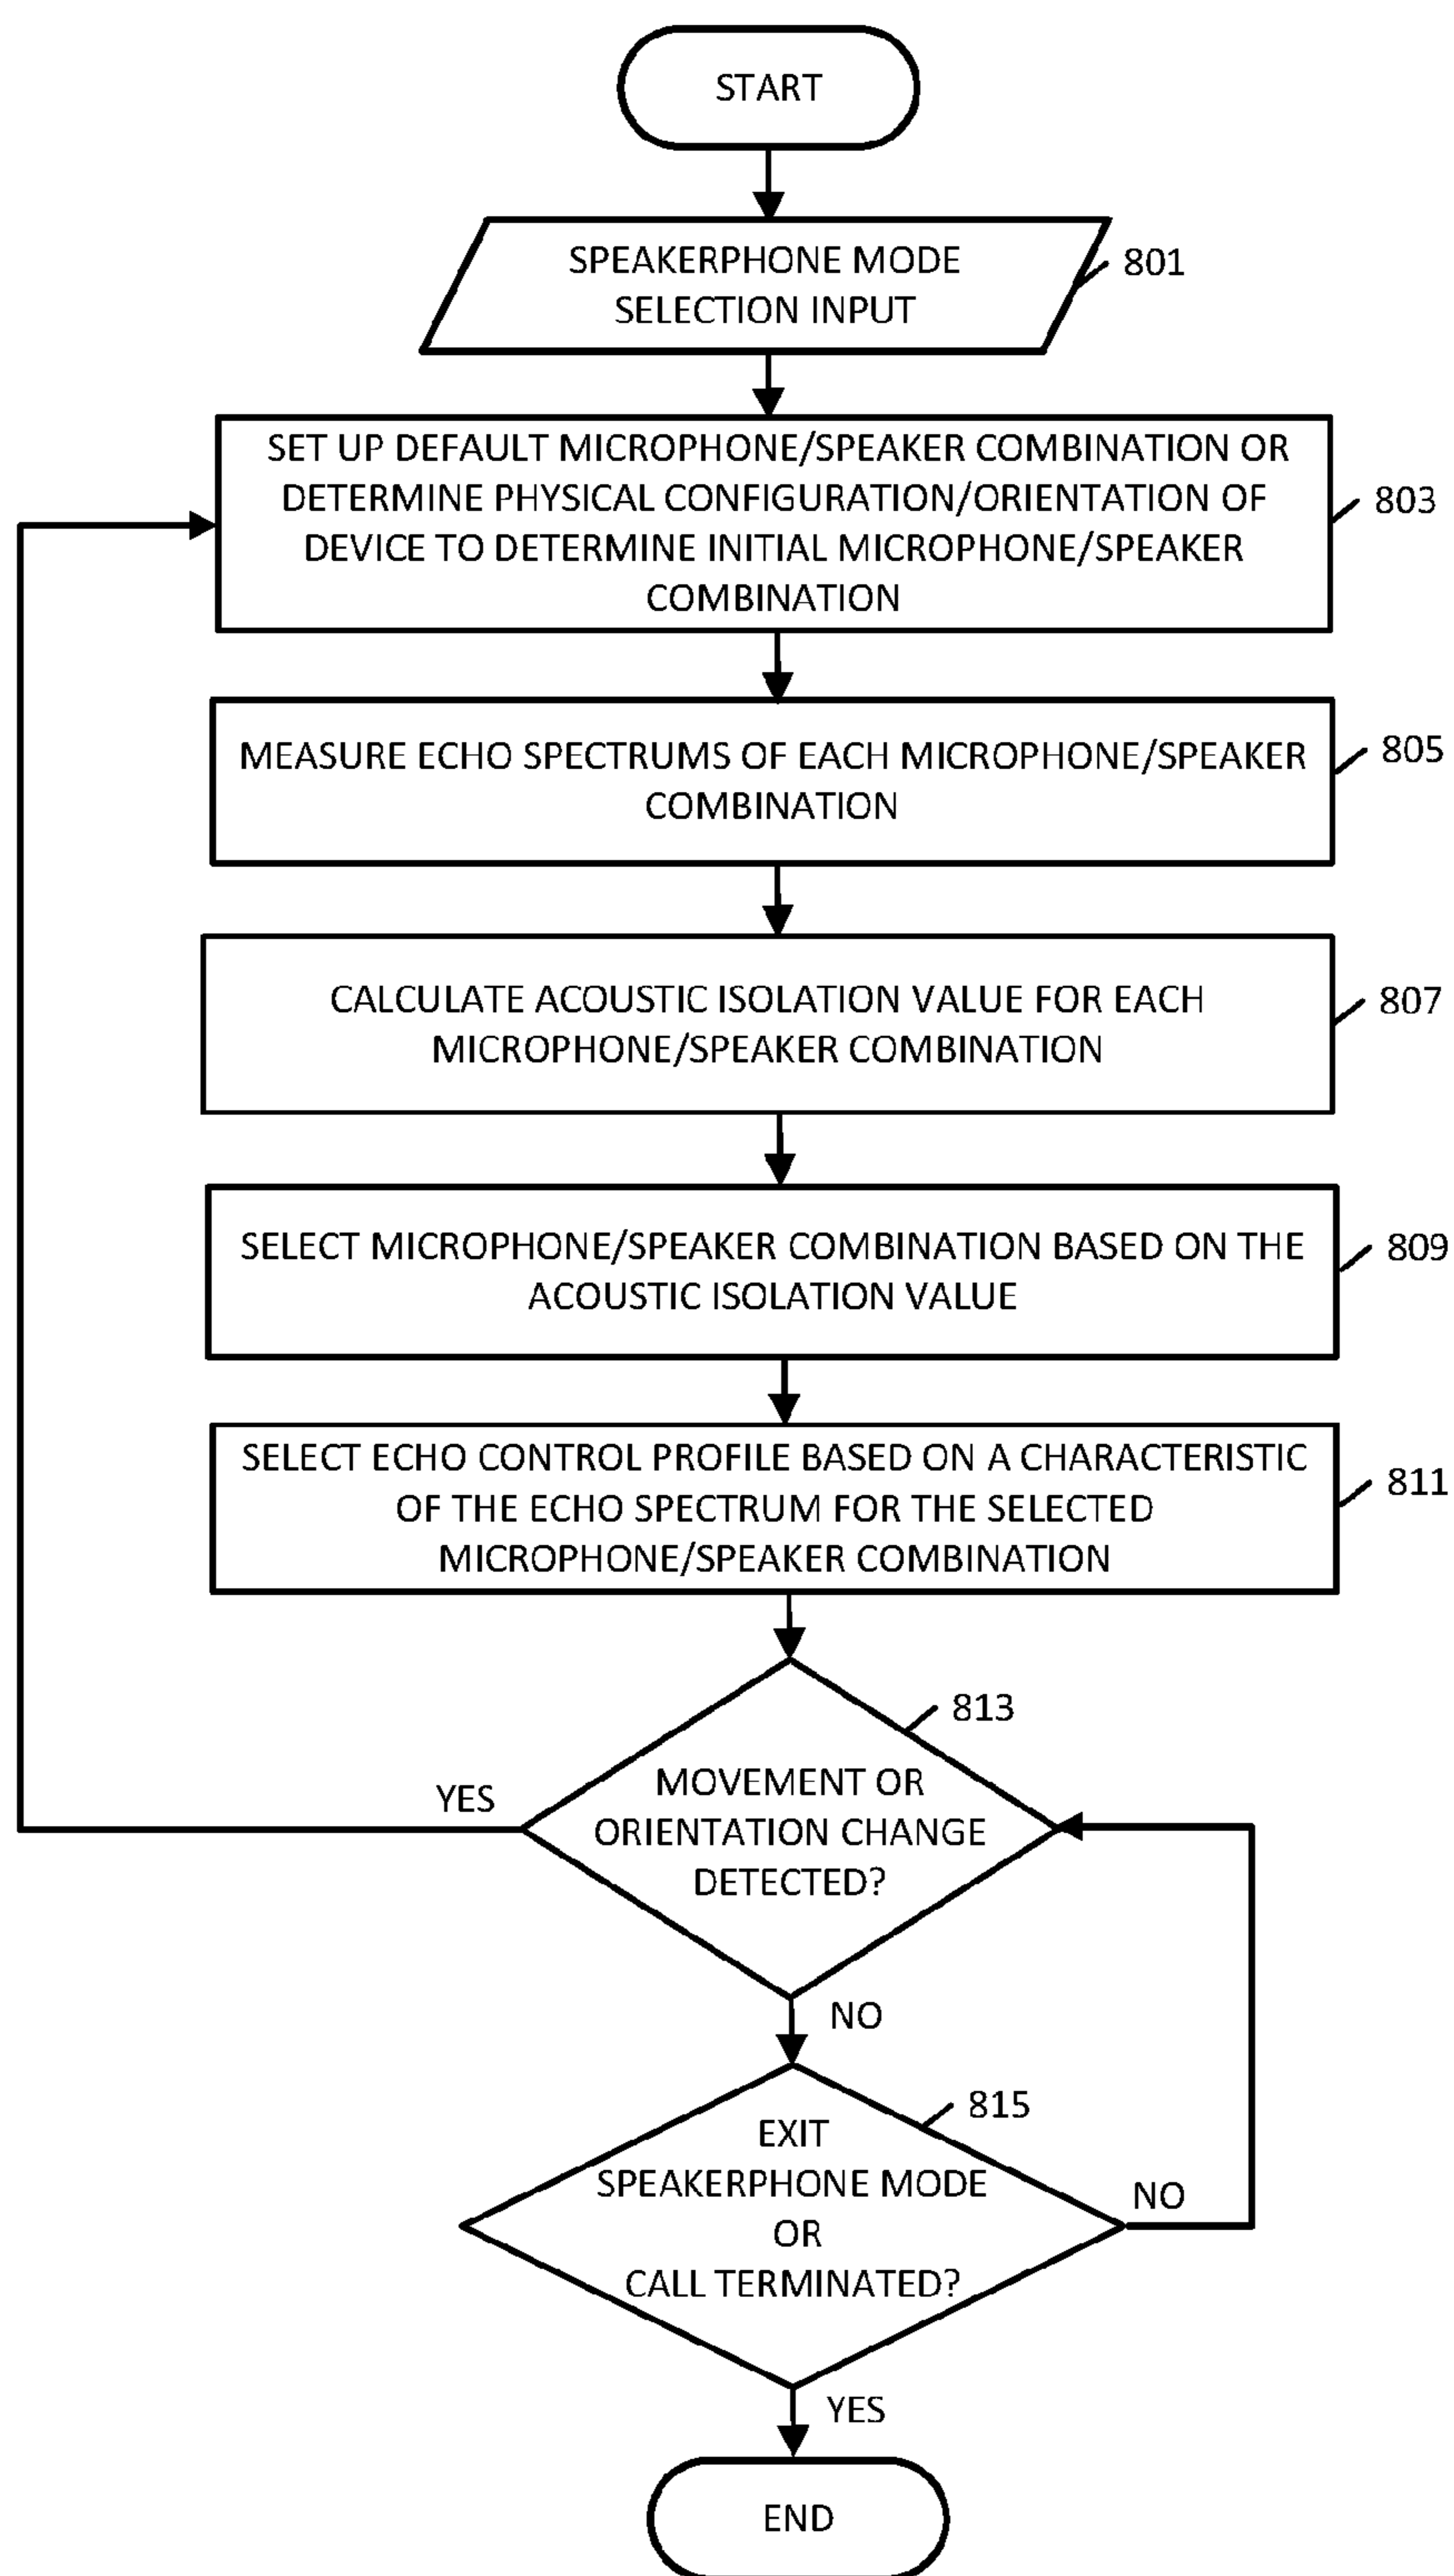 START
SPEAKERPHONE MODE
SELECTION INPUT
801
SET UP DEFAULT MICROPHONE/SPEAKER COMBINATION OR
DETERMINE PHYSICAL CONFIGURATION/ORIENTATION OF
DEVICE TO DETERMINE INITIAL MICROPHONE/SPEAKER
COMBINATION
803
MEASURE ECHO SPECTRUMS OF EACH MICROPHONE/SPEAKER
COMBINATION
805
CALCULATE ACOUSTIC ISOLATION VALUE FOR EACH
MICROPHONE/SPEAKER COMBINATION
807
SELECT MICROPHONE/SPEAKER COMBINATION BASED ON THE
ACOUSTIC ISOLATION VALUE
809
SELECT ECHO CONTROL PROFILE BASED ON A CHARACTERISTIC
OF THE ECHO SPECTRUM FOR THE SELECTED
MICROPHONE/SPEAKER COMBINATION
811
813
YES
MOVEMENT OR
ORIENTATION CHANGE
DETECTED?
NO
815
EXIT
SPEAKERPHONE MODE
OR
CALL TERMINATED?
NO
YES
END